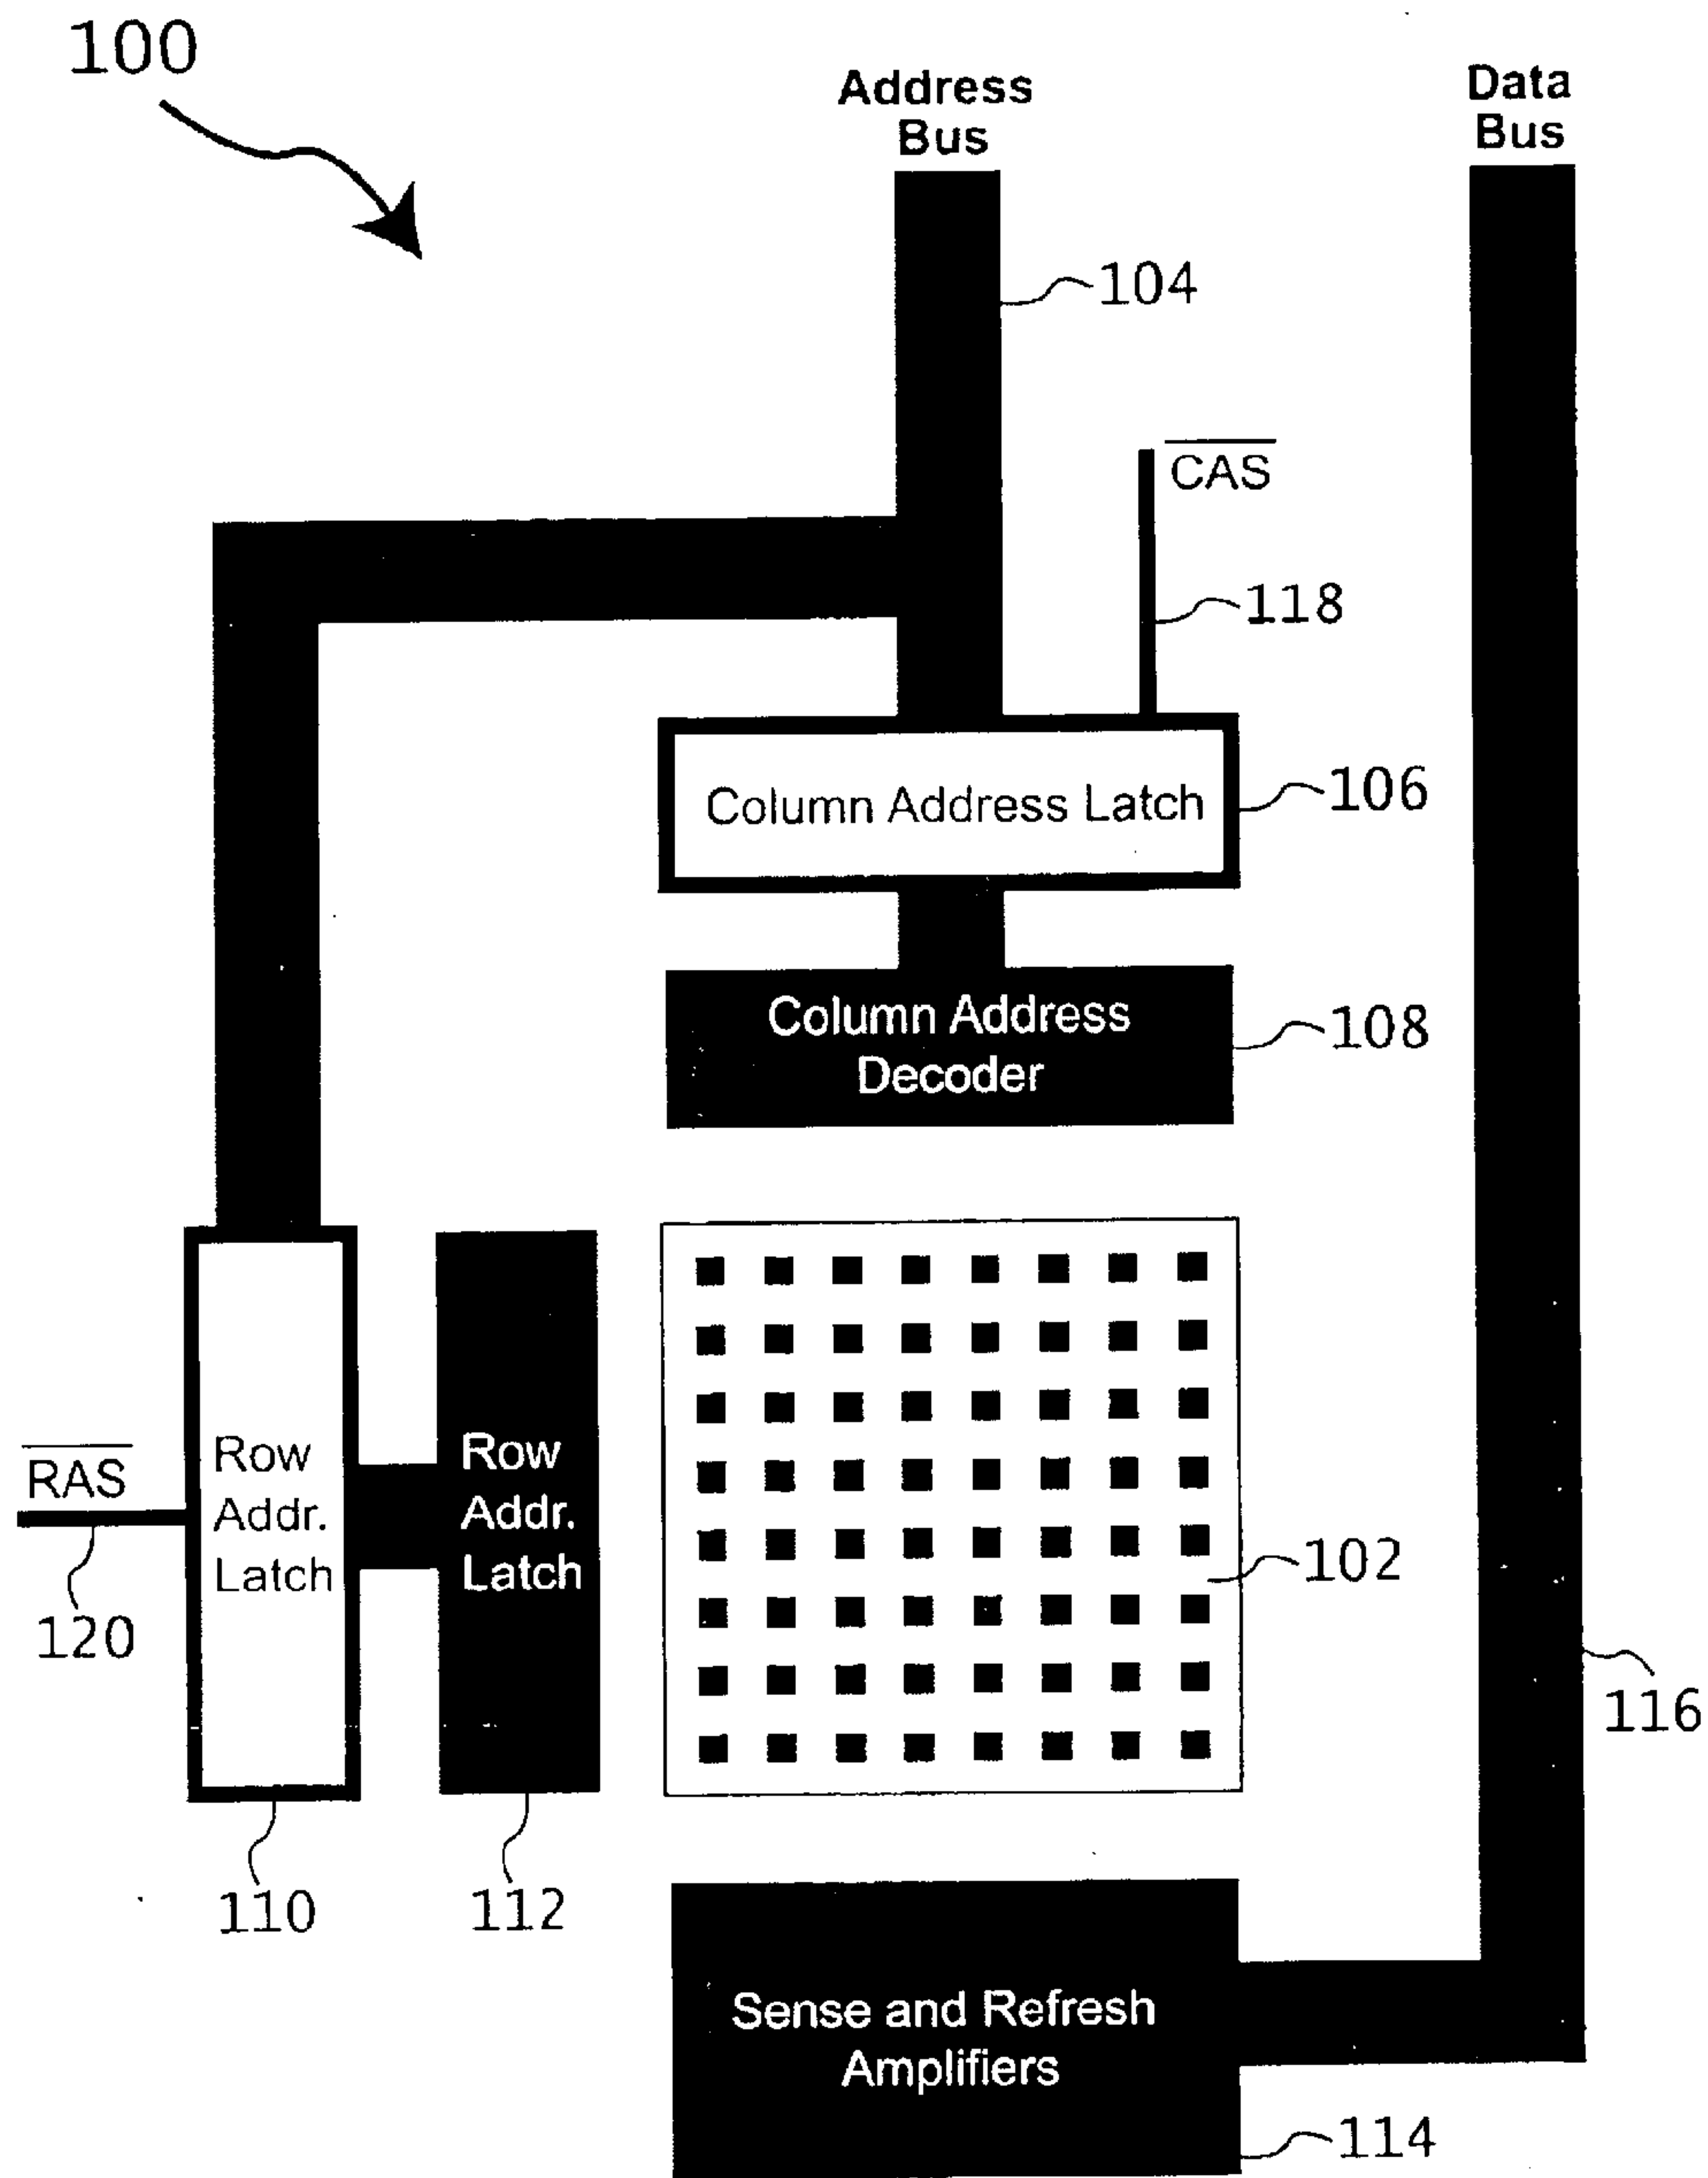 100
Address
Bus
Data
Bus
104
CAS
118
Column Address Latch
106
Column Address
Decoder
108
RAS
120
Row
Addr.
Latch
Row
Addr.
Latch
102
116
110
112
Sense and Refresh
Amplifiers
114